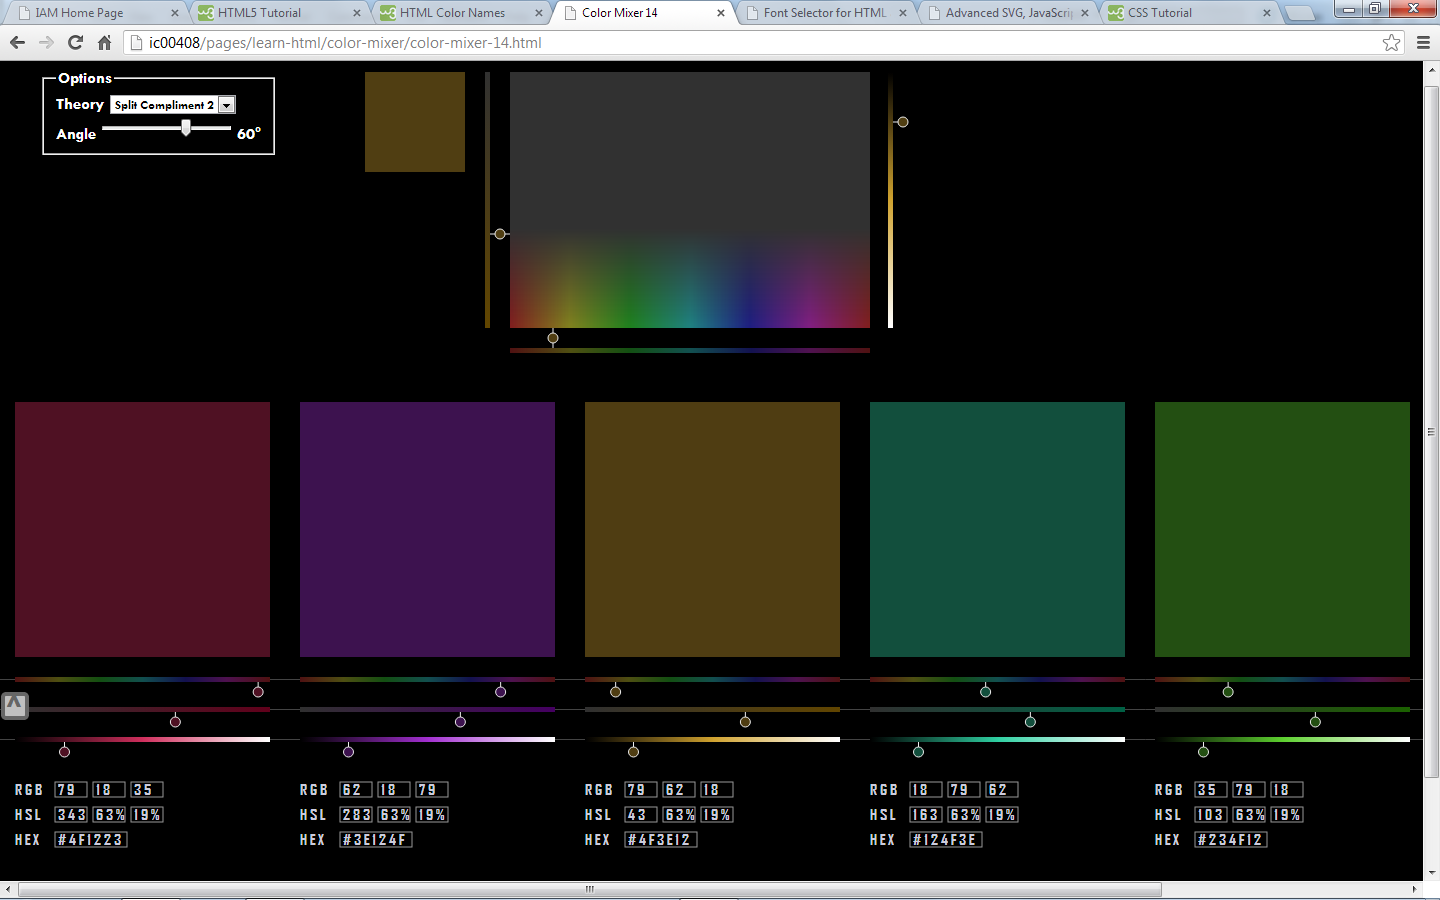 IAM Home Page
HTML5 Tutorial
HTML Color Names
Color Mixer 14
Font Selector for HTML
Advanced SVG, JavaScrip
CSS Tutorial
ic00408/pages/learn-html/color-mixer/color-mixer-14.html
Options
Theory Split Compliment 2
Angle 60°
RGB 79 18 35
HSL 343 63% 19%
HEX #4F1223
RGB 62 18 79
HSL 283 63% 19%
HEX #3E124F
RGB 79 62 18
HSL 43 63% 19%
HEX #4F3E12
RGB 18 79 62
HSL 163 63% 19%
HEX #124F3E
RGB 35 79 18
HSL 103 63% 19%
HEX #234F12